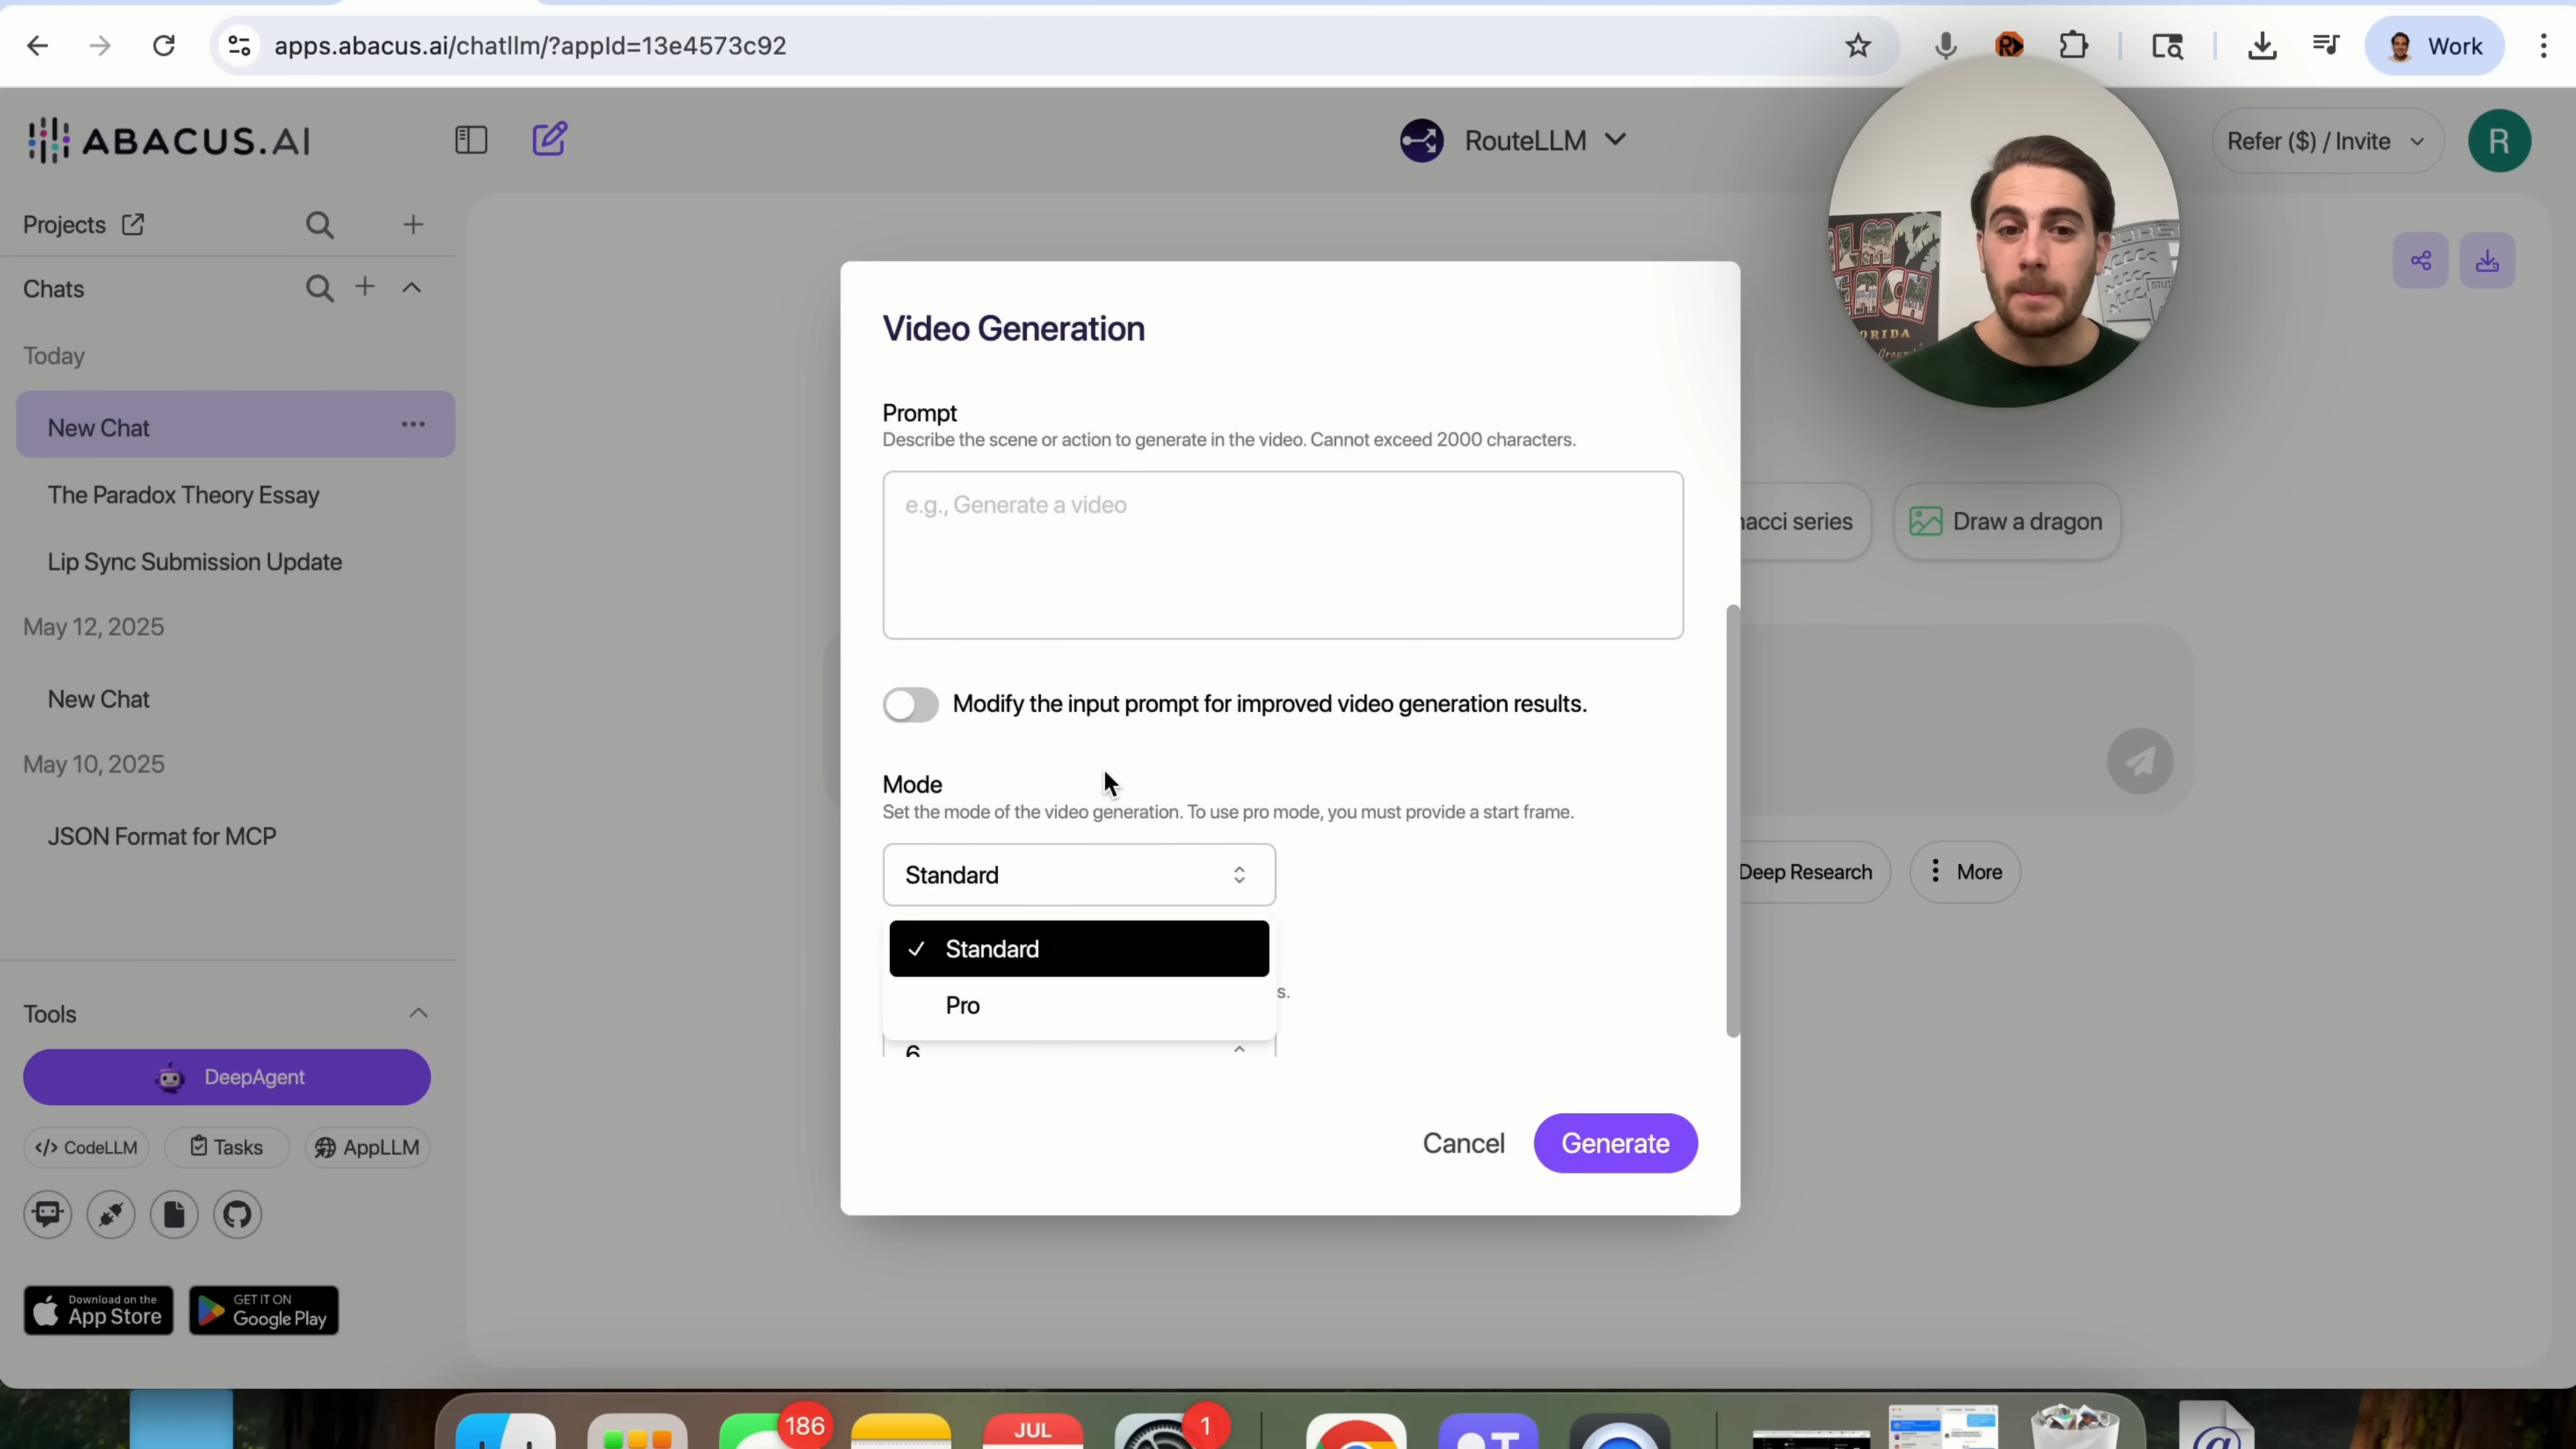 apps.abacus.ai/chatllm/?appId=13e4573c92
Work
ABACUS.AI
RouteLLM
Refer ($) / Invite
R
Projects
Chats
Today
New Chat
The Paradox Theory Essay
Lip Sync Submission Update
May 12, 2025
New Chat
May 10, 2025
JSON Format for MCP
Tools
DeepAgent
</> CodeLLM
Tasks
AppLLM
Download on the
App Store
GET IT ON
Google Play
Video Generation
Prompt
Describe the scene or action to generate in the video. Cannot exceed 2000 characters.
e.g., Generate a video
Modify the input prompt for improved video generation results.
Mode
Set the mode of the video generation. To use pro mode, you must provide a start frame.
Standard
Standard
Pro
s.
6
Cancel
Generate
nacci series
Draw a dragon
Deep Research
More
ALM
EACH
ORIDA
186
JUL
1
T
@